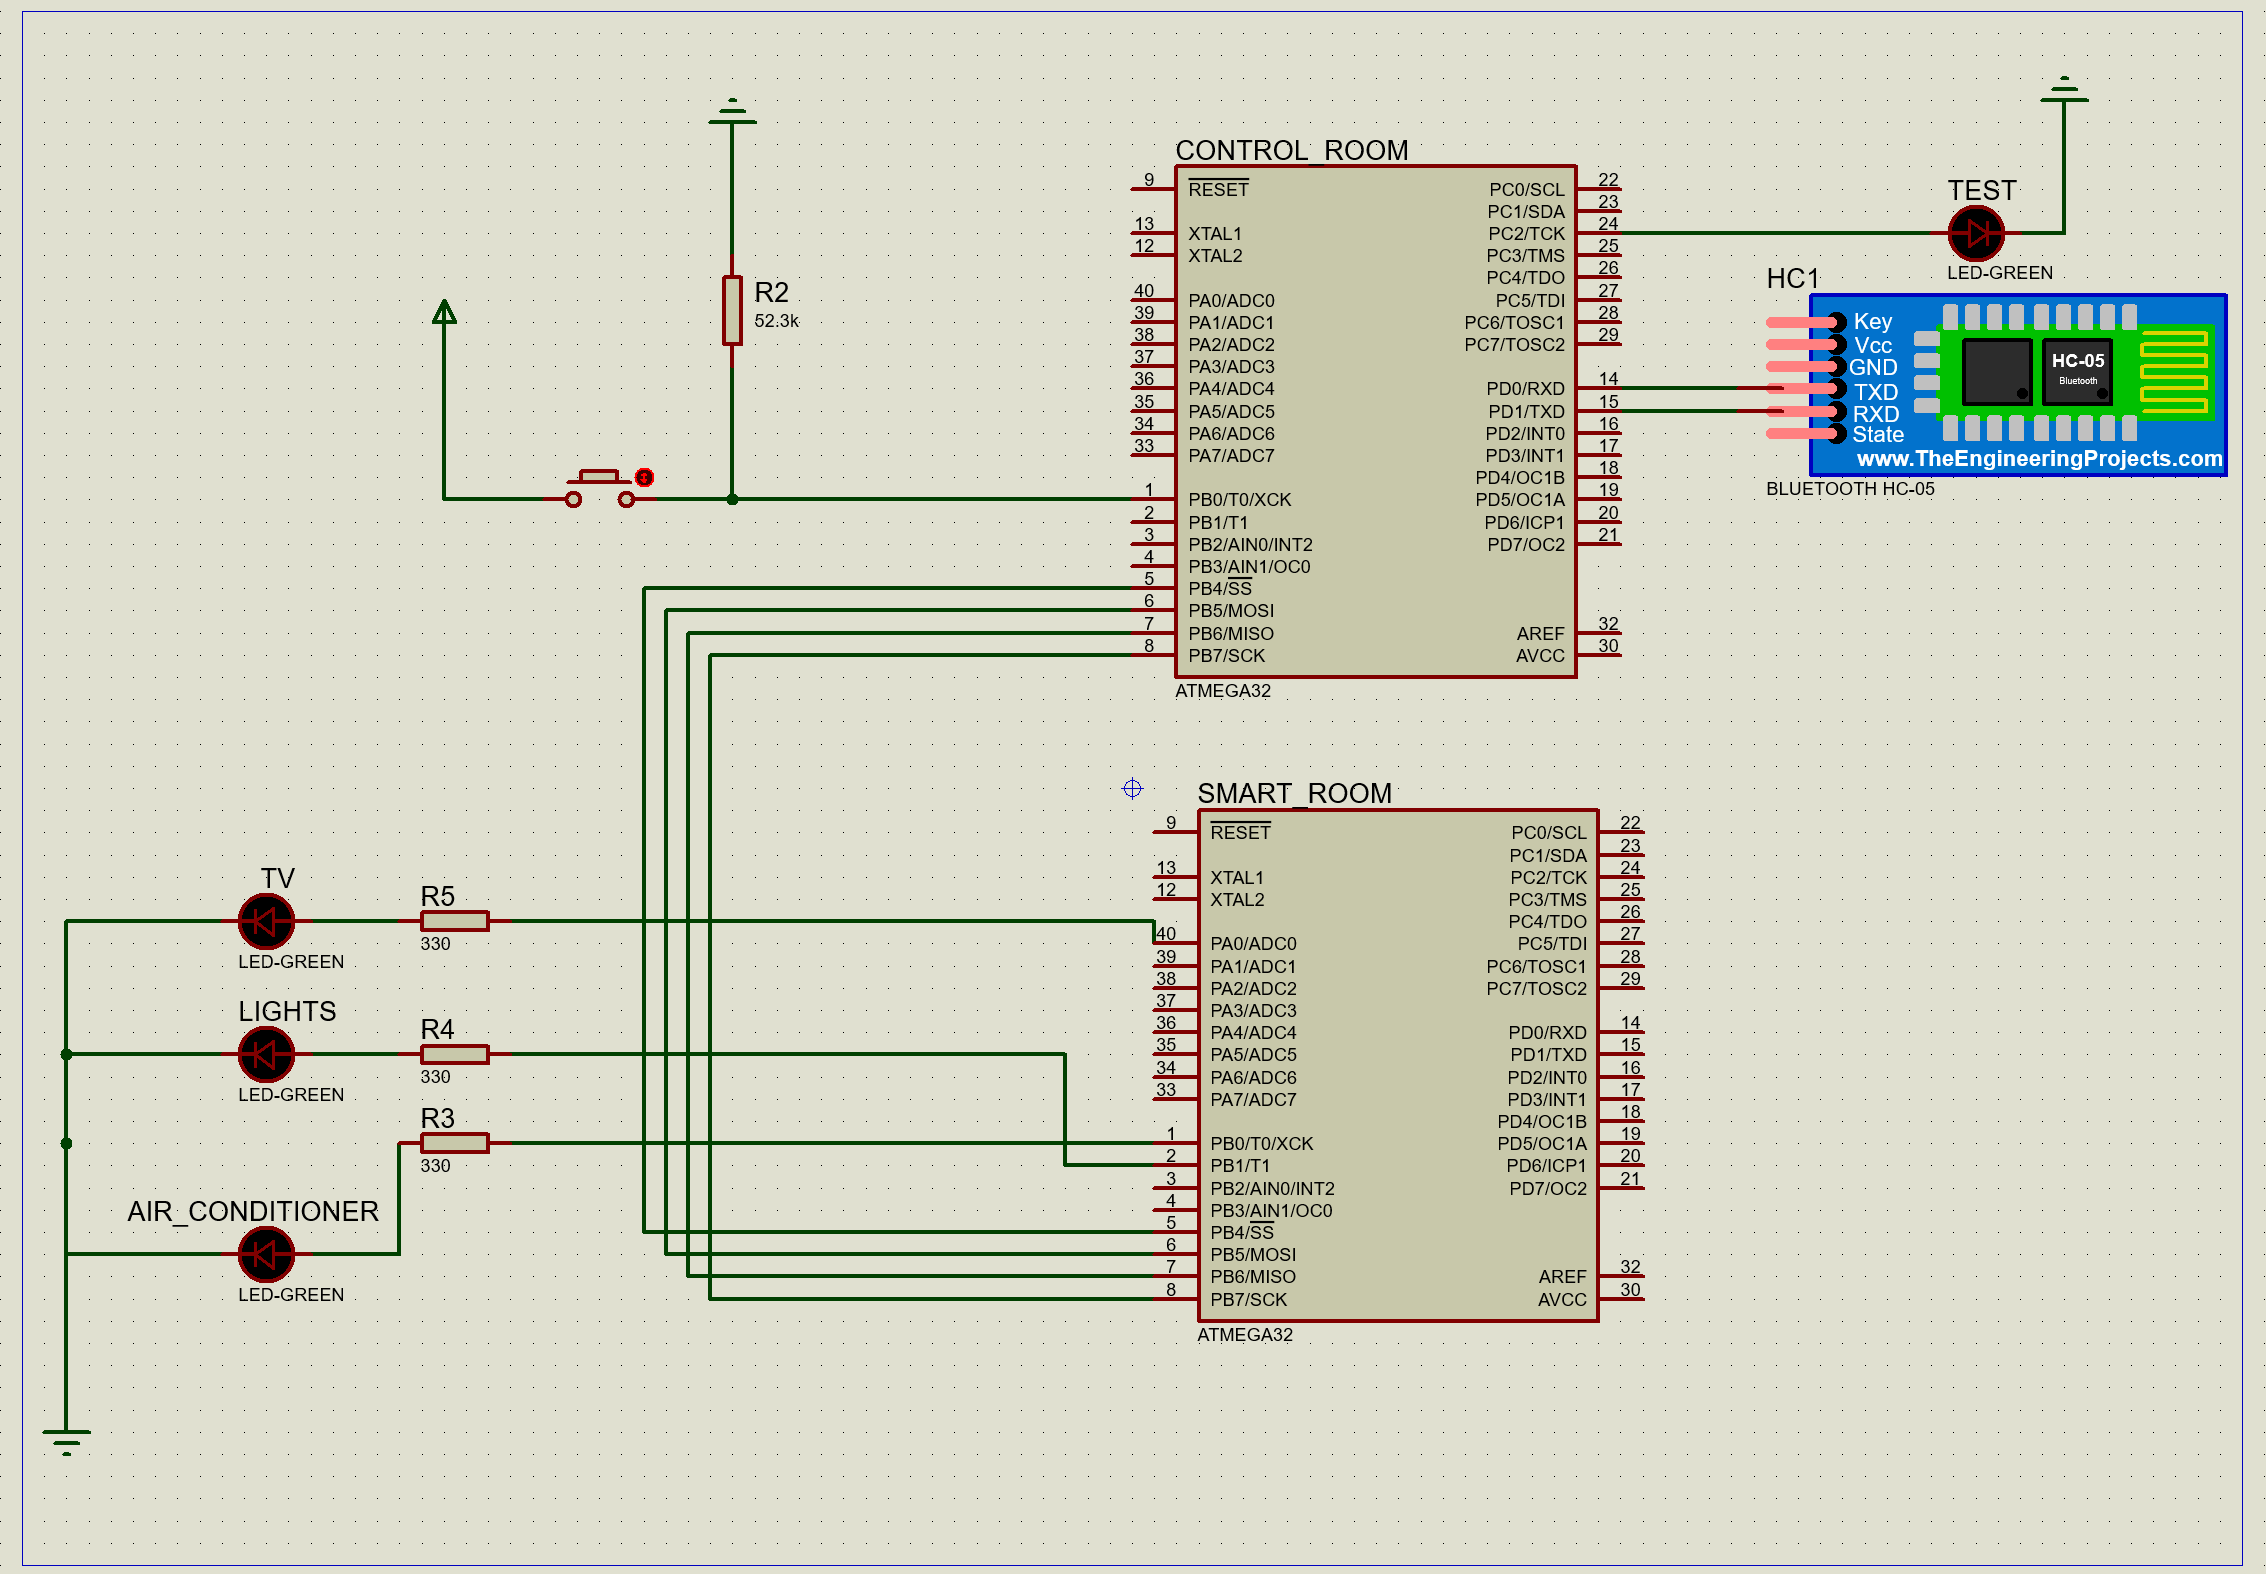 CONTROL_ROOM
9 RESET
13 XTAL1
12 XTAL2
40 PA0/ADC0
39 PA1/ADC1
38 PA2/ADC2
37 PA3/ADC3
36 PA4/ADC4
35 PA5/ADC5
34 PA6/ADC6
33 PA7/ADC7
1 PB0/T0/XCK
2 PB1/T1
3 PB2/AIN0/INT2
4 PB3/AIN1/OC0
5 PB4/SS
6 PB5/MOSI
7 PB6/MISO
8 PB7/SCK
PC0/SCL 22
PC1/SDA 23
PC2/TCK 24
PC3/TMS 25
PC4/TDO 26
PC5/TDI 27
PC6/TOSC1 28
PC7/TOSC2 29
PD0/RXD 14
PD1/TXD 15
PD2/INT0 16
PD3/INT1 17
PD4/OC1B 18
PD5/OC1A 19
PD6/ICP1 20
PD7/OC2 21
AREF 32
AVCC 30
ATMEGA32
R2
52.3k
TEST
LED-GREEN
HC1
Key
Vcc
GND
TXD
RXD
State
HC-05
Bluetooth
www.TheEngineeringProjects.com
BLUETOOTH HC-05
SMART_ROOM
9 RESET
13 XTAL1
12 XTAL2
40 PA0/ADC0
39 PA1/ADC1
38 PA2/ADC2
37 PA3/ADC3
36 PA4/ADC4
35 PA5/ADC5
34 PA6/ADC6
33 PA7/ADC7
1 PB0/T0/XCK
2 PB1/T1
3 PB2/AIN0/INT2
4 PB3/AIN1/OC0
5 PB4/SS
6 PB5/MOSI
7 PB6/MISO
8 PB7/SCK
PC0/SCL 22
PC1/SDA 23
PC2/TCK 24
PC3/TMS 25
PC4/TDO 26
PC5/TDI 27
PC6/TOSC1 28
PC7/TOSC2 29
PD0/RXD 14
PD1/TXD 15
PD2/INT0 16
PD3/INT1 17
PD4/OC1B 18
PD5/OC1A 19
PD6/ICP1 20
PD7/OC2 21
AREF 32
AVCC 30
ATMEGA32
TV
LED-GREEN
R5
330
LIGHTS
LED-GREEN
R4
330
R3
330
AIR_CONDITIONER
LED-GREEN